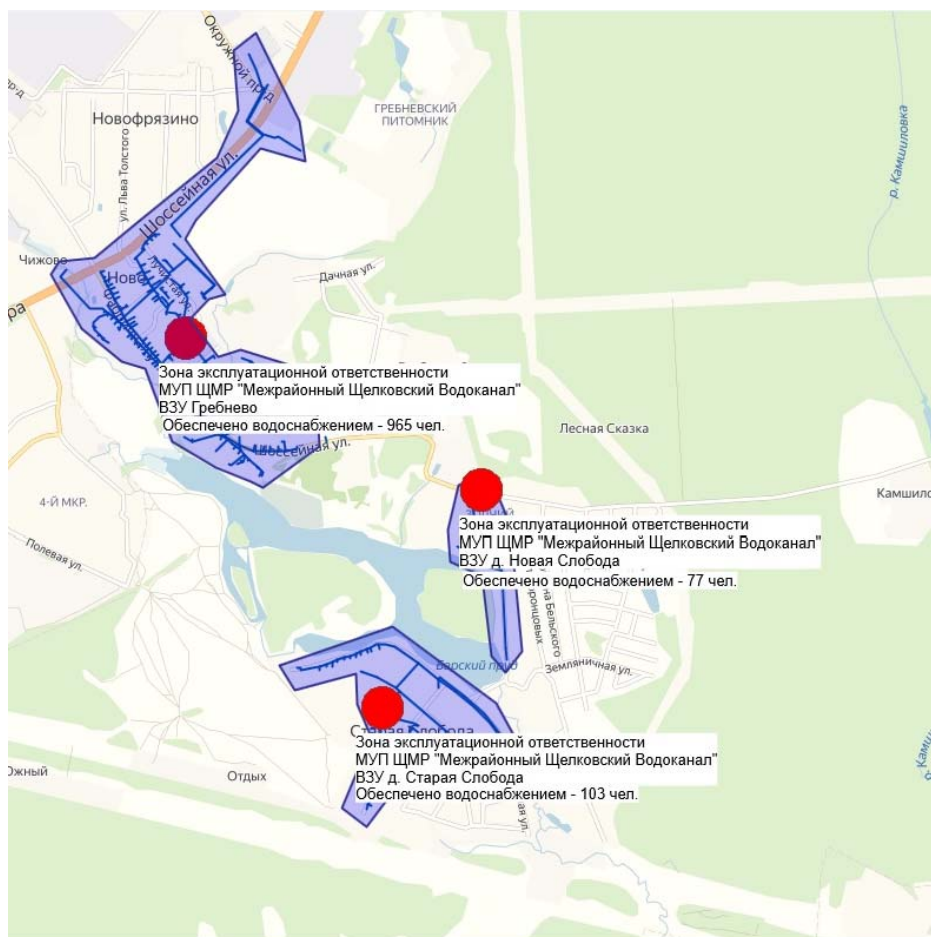 Окружной пр-д
Новофрязино
ГРЕБНЕВСКИЙ
ПИТОМНИК
р. Камшиловка
ул. Льва Толстого
Шоссейная ул.
Чижово
Лучистая ул.
Дачная ул.
Зона эксплуатационной ответственности
МУП ЩМР "Межрайонный Щелковский Водоканал"
ВЗУ Гребнево
Обеспечено водоснабжением - 965 чел.
Лесная Сказка
4-Й МКР.
Камшило
Полевая ул.
Зона эксплуатационной ответственности
МУП ЩМР "Межрайонный Щелковский Водоканал"
ВЗУ д. Новая Слобода
Обеспечено водоснабжением - 77 чел.
на Бельского
Барский пруд
Земляничная ул.
Зона эксплуатационной ответственности
МУП ЩМР "Межрайонный Щелковский Водоканал"
ВЗУ д. Старая Слобода
Обеспечено водоснабжением - 103 чел.
Южный
Отдых